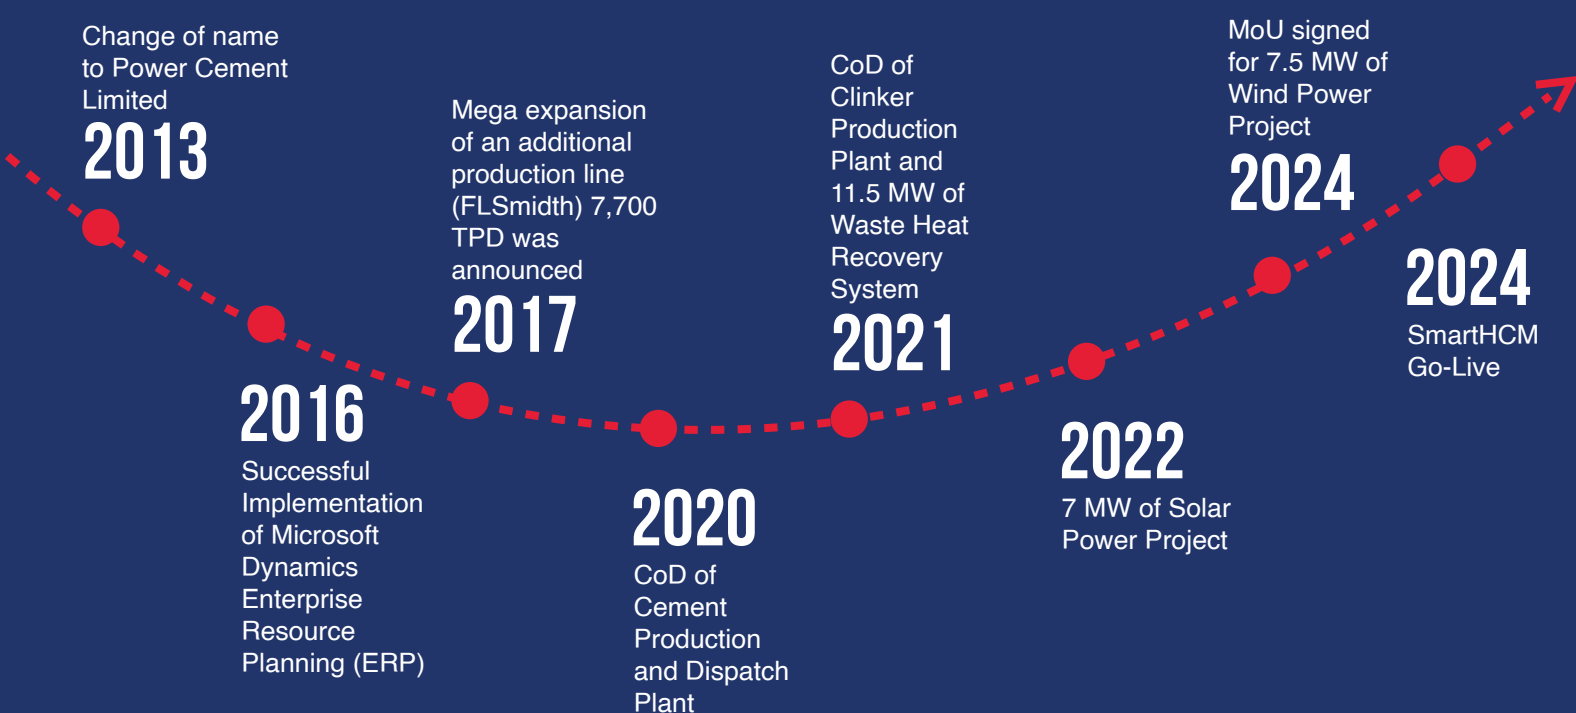 Change of name
to Power Cement
Limited
2013
2016
Successful
Implementation
of Microsoft
Dynamics
Enterprise
Resource
Planning (ERP)
Mega expansion
of an additional
production line
(FLSmidth) 7,700
TPD was
announced
2017
2020
CoD of
Cement
Production
and Dispatch
Plant
CoD of
Clinker
Production
Plant and
11.5 MW of
Waste Heat
Recovery
System
2021
2022
7 MW of Solar
Power Project
MoU signed
for 7.5 MW of
Wind Power
Project
2024
2024
SmartHCM
Go-Live